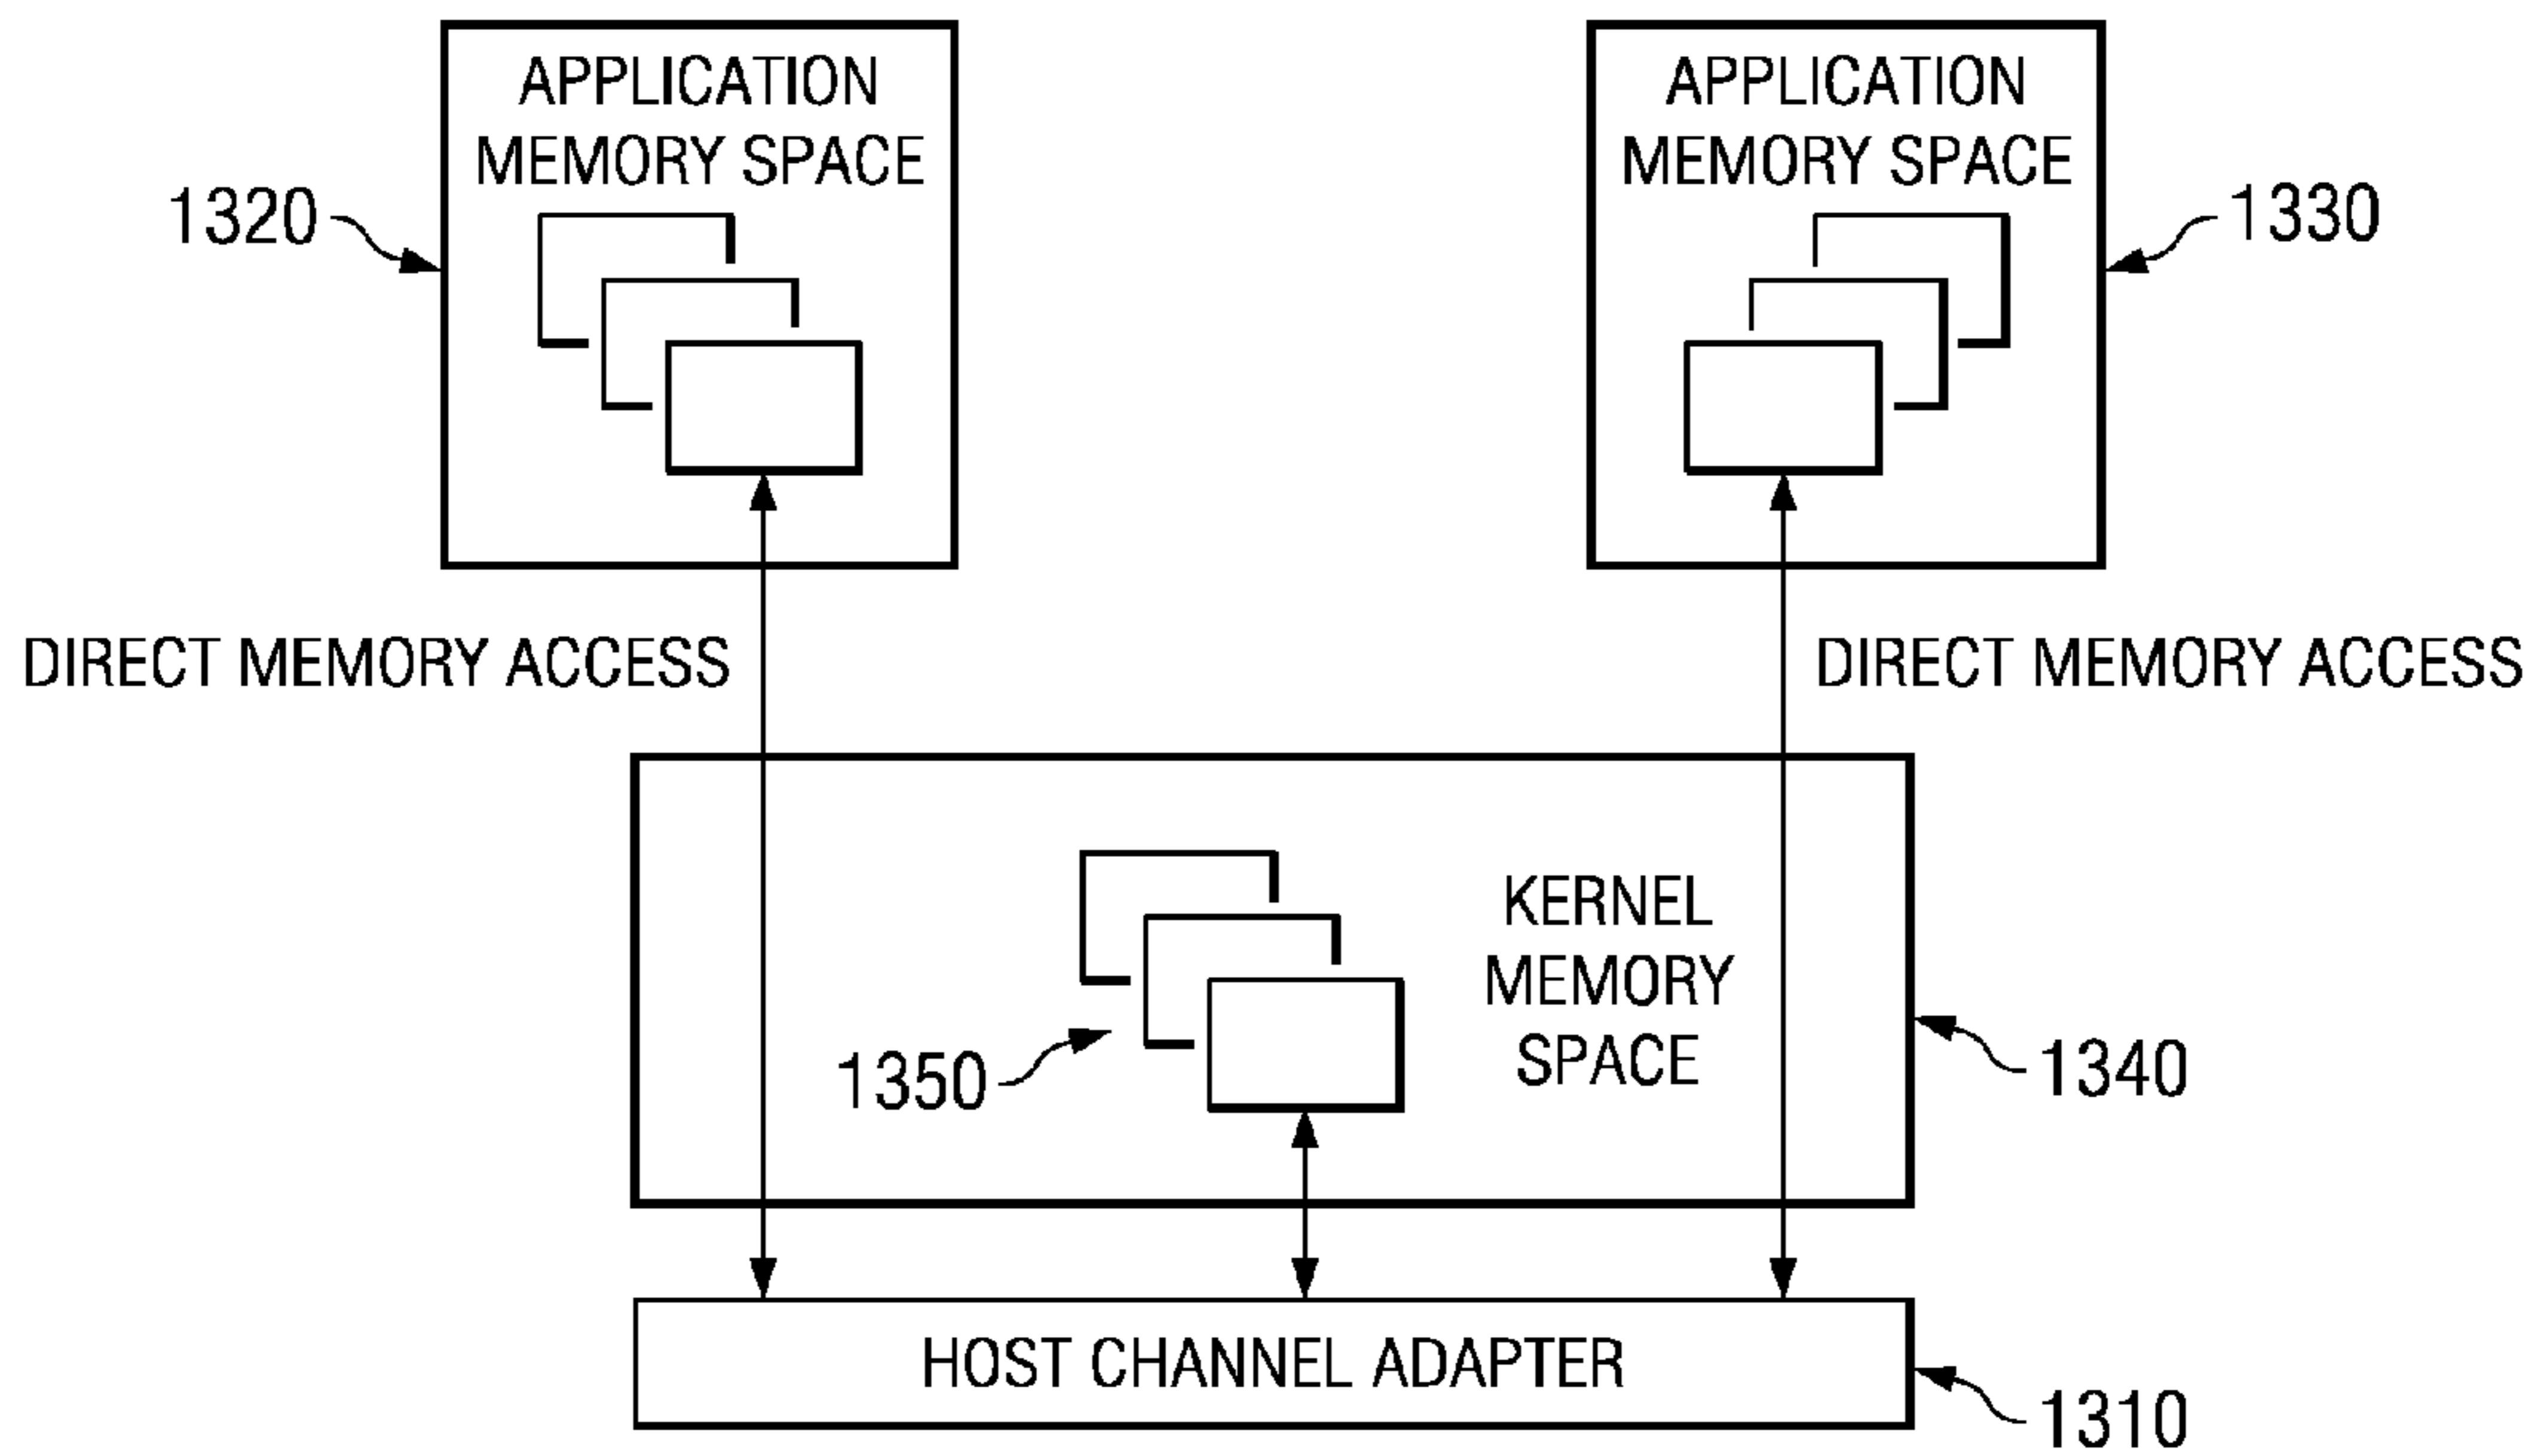 APPLICATION
MEMORY SPACE
APPLICATION
MEMORY SPACE
1320
1330
DIRECT MEMORY ACCESS
DIRECT MEMORY ACCESS
KERNEL
MEMORY
SPACE
1350
1340
HOST CHANNEL ADAPTER
1310